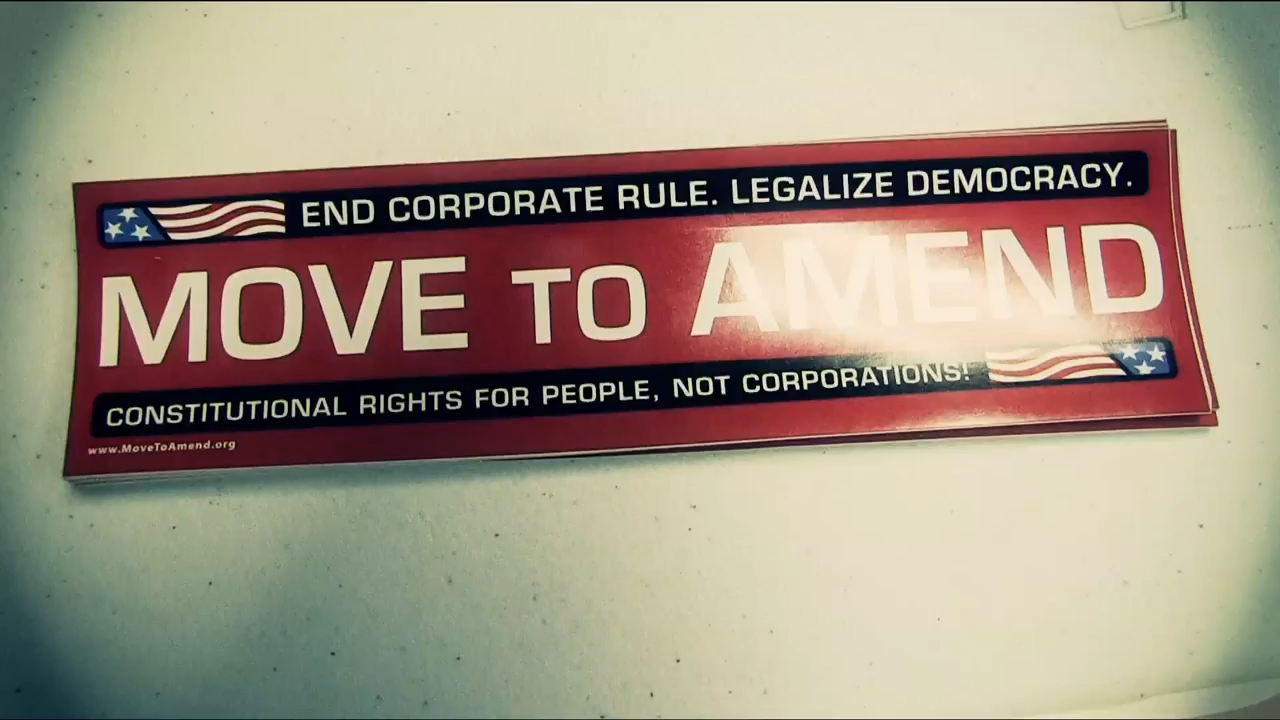 END CORPORATE RULE. LEGALIZE DEMOCRACY.
MOVE TO AMEND
CONSTITUTIONAL RIGHTS FOR PEOPLE, NOT CORPORATIONS!
www.MoveToAmend.org